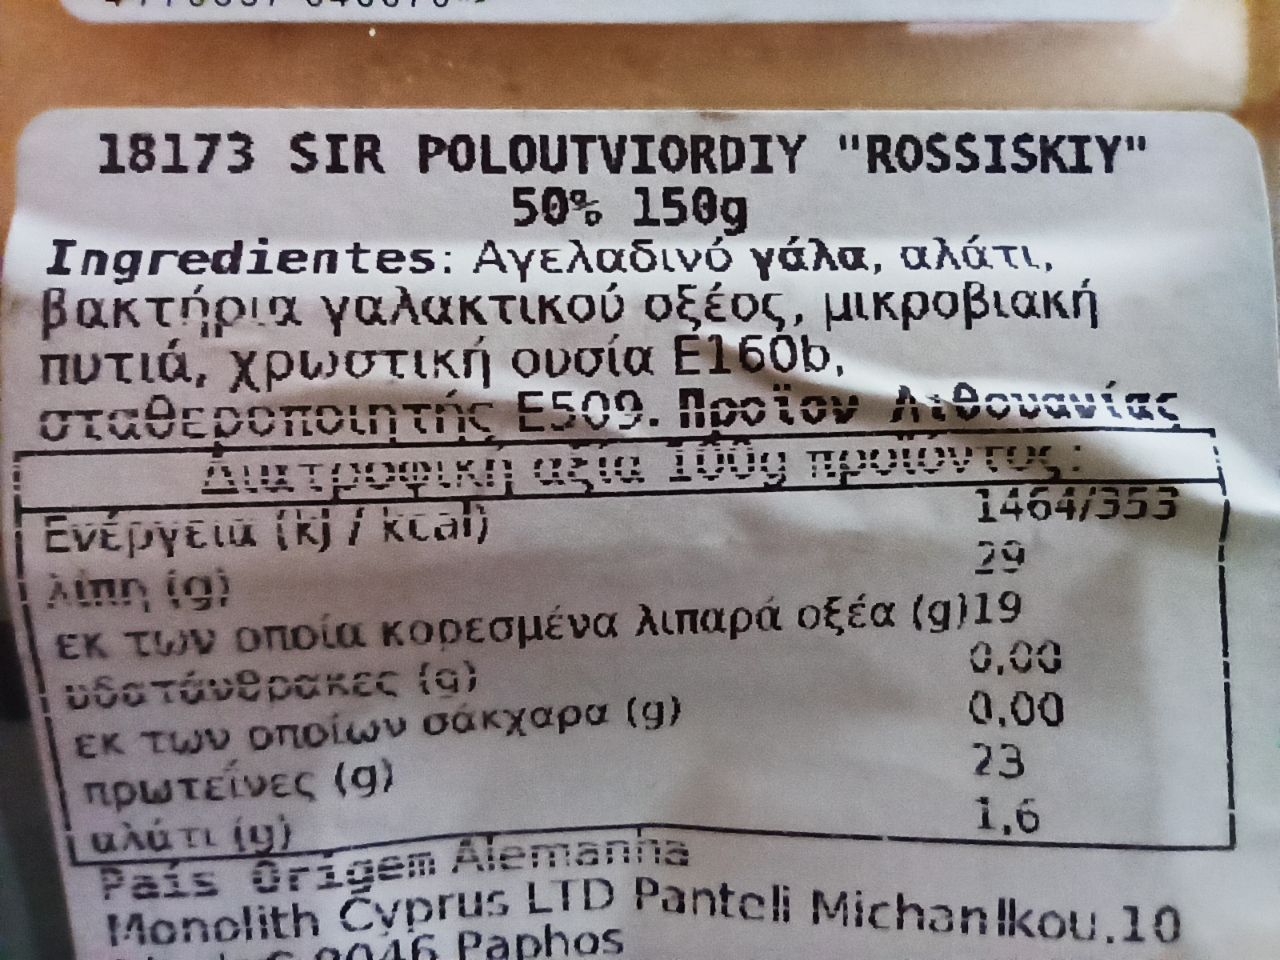 18173 SIR POLOUTVIORDIY "ROSSISKIY"
50% 150g
Ingredientes: Αγελαδινό γάλα, αλάτι,
βακτήρια γαλακτικού οξέος, μικροβιακή
πυτιά, χρωστική ουσία E160b,
σταθεροποιητής E509. Προϊον Λιθουανίας
Διατροφική αξία 100g προϊόντος:
Ενέργεια (kj / kcal) 1464/353
λίπη (g) 29
εκ των οποία κορεσμένα λιπαρά οξέα (g) 19
υδατάνθρακες (g) 0,00
εκ των οποίων σάκχαρα (g) 0,00
πρωτεΐνες (g) 23
αλάτι (g) 1,6
País Origem Alemanha
Monolith Cyprus LTD Panteli Michanlkou.10
Paphos